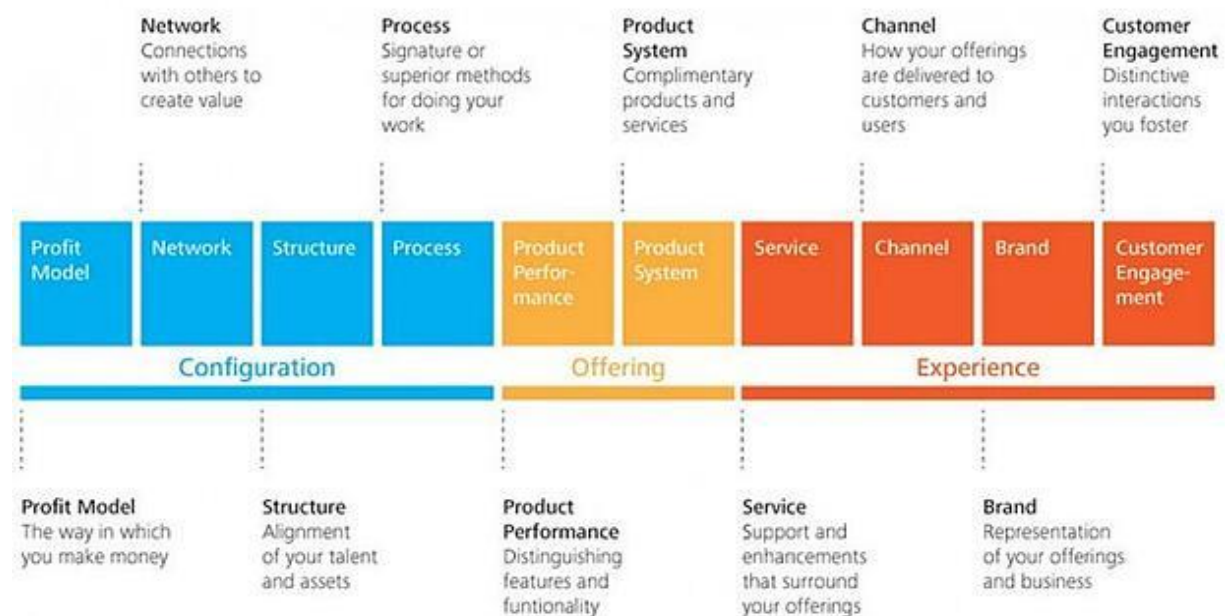 Network
Connections
with others to
create value
Process
Signature or
superior methods
for doing your
work
Product
System
Complimentary
products and
services
Channel
How your offerings
are delivered to
customers and
users
Customer
Engagement
Distinctive
interactions
you foster
Profit
Model
Network
Structure
Process
Product
Perfor-
mance
Product
System
Service
Channel
Brand
Customer
Engage-
ment
Configuration
Offering
Experience
Profit Model
The way in which
you make money
Structure
Alignment
of your talent
and assets
Product
Performance
Distinguishing
features and
funtionality
Service
Support and
enhancements
that surround
your offerings
Brand
Representation
of your offerings
and business